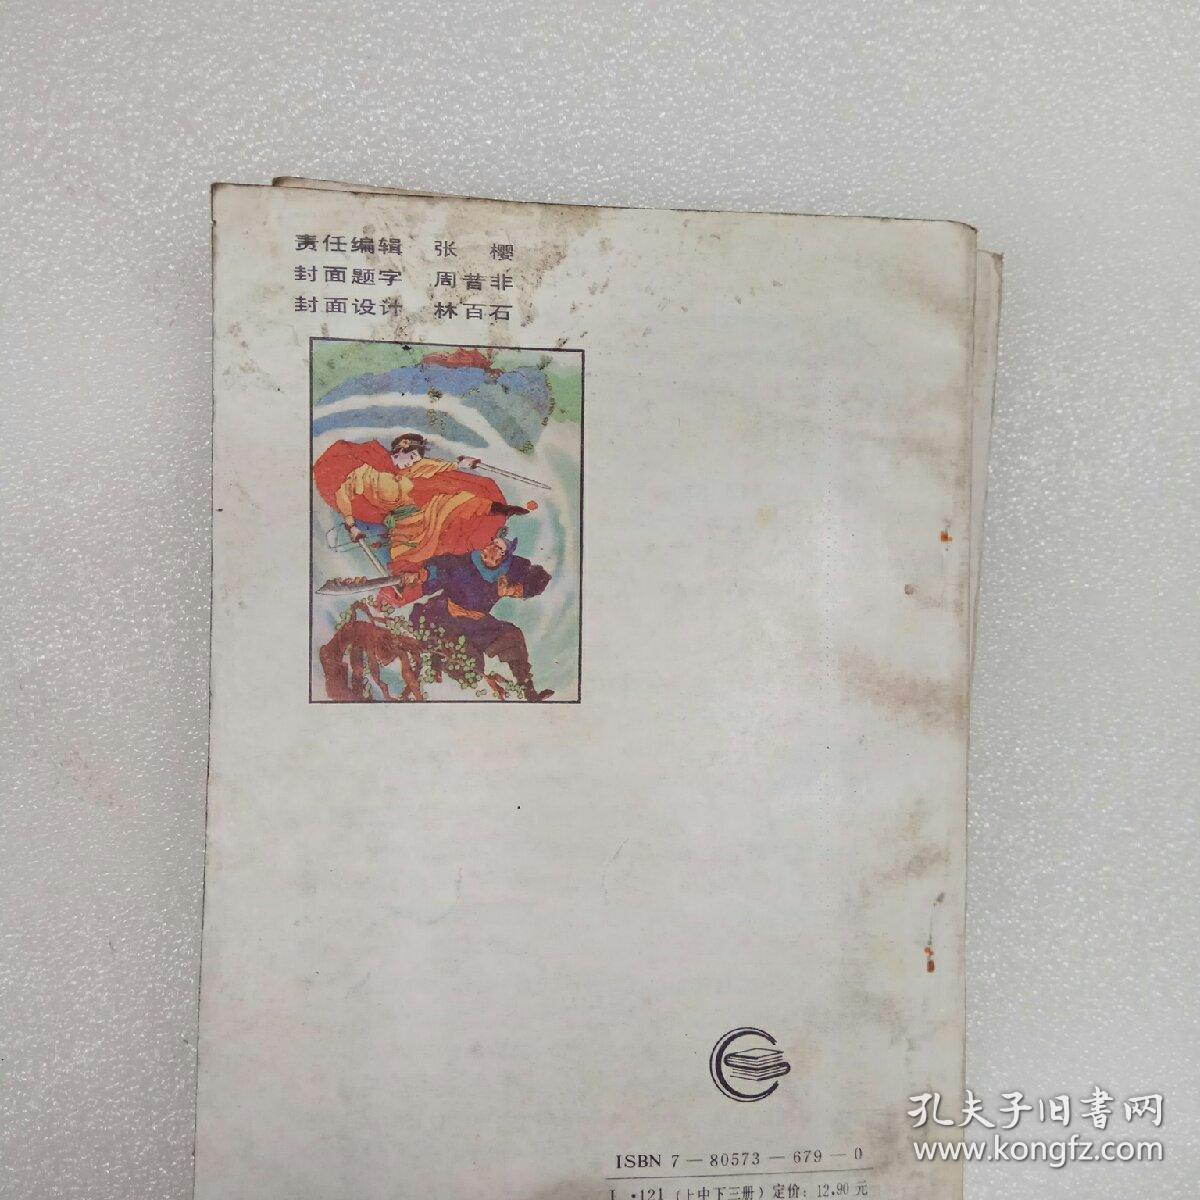 责任编辑 张 樱
封面题字 周昔非
封面设计 林百石
ISBN 7-80573-679-0
I·121（上中下三册）定价：12.90元
孔夫子旧书网
www.kongfz.com